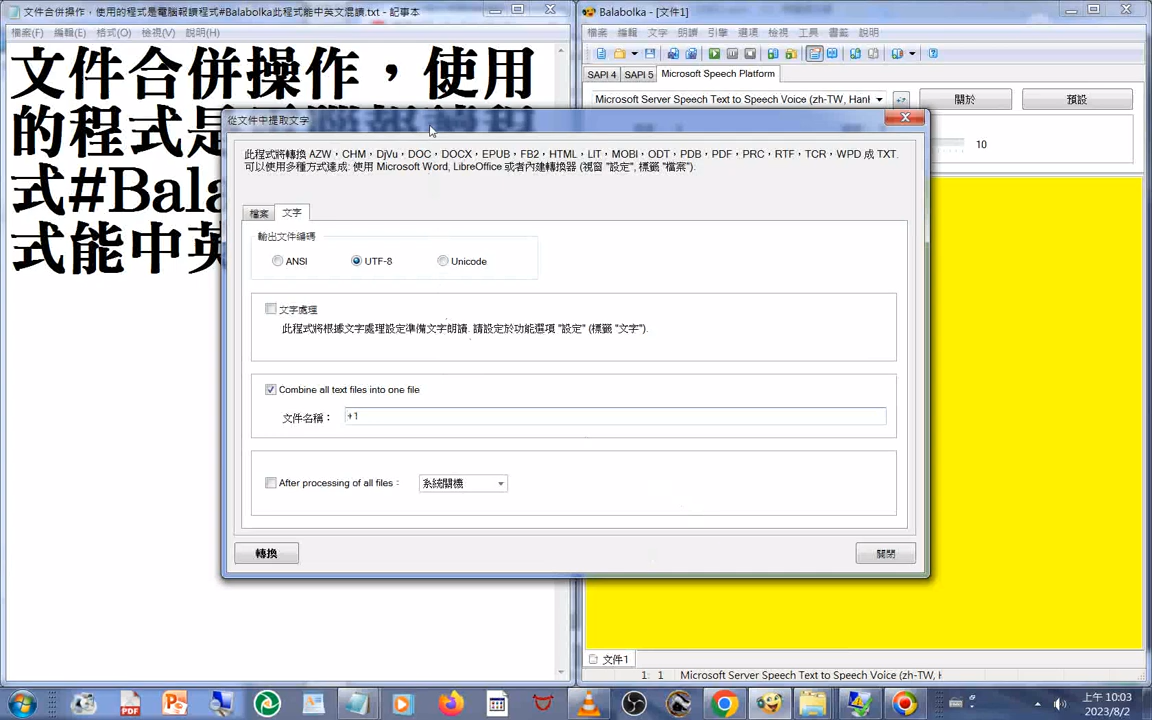 文件合併操作，使用的程式是電腦報讀程式#Balabolka此程式能中英文混讀.txt - 記事本
檔案(F) 編輯(E) 格式(O) 檢視(V) 說明(H)
文件合併操作，使用
的程式是電腦報讀程
式#Bala
式能中英
Balabolka - [文件1]
檔案 編輯 文字 朗讀 引擎 選項 檢視 工具 書籤 說明
SAPI 4 SAPI 5 Microsoft Speech Platform
Microsoft Server Speech Text to Speech Voice (zh-TW, Hanl
關於
預設
10
從文件中提取文字
此程式將轉換 AZW，CHM，DjVu，DOC，DOCX，EPUB，FB2，HTML，LIT，MOBI，ODT，PDB，PDF，PRC，RTF，TCR，WPD 成 TXT.
可以使用多種方式達成: 使用 Microsoft Word, LibreOffice 或者內建轉換器 (視窗 "設定", 標籤 "檔案").
檔案 文字
輸出文件編碼
ANSI UTF-8 Unicode
文字處理
此程式將根據文字處理設定準備文字朗讀. 請設定於功能選項 "設定" (標籤 "文字").
Combine all text files into one file
文件名稱： +1
After processing of all files： 系統關機
轉換
關閉
文件1
1: 1 Microsoft Server Speech Text to Speech Voice (zh-TW, H
PDF
上午 10:03
2023/8/2